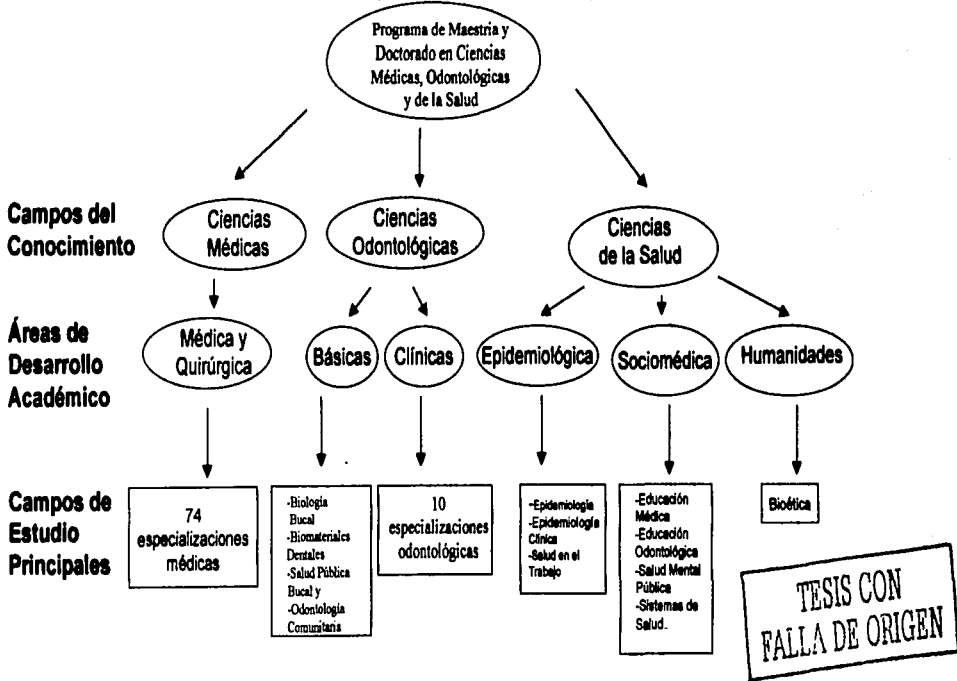 Programa de Maestria y
Doctorado en Ciencias
Médicas, Odontológicas
y de la Salud
Campos del
Conocimiento
Ciencias
Médicas
Ciencias
Odontológicas
Ciencias
de la Salud
Áreas de
Desarrollo
Académico
Médica y
Quirúrgica
Básicas
Clínicas
Epidemiológica
Sociomédica
Humanidades
Campos de
Estudio
Principales
74
especializaciones
médicas
-Biología
Bucal
-Biomateriales
Dentales
-Salud Pública
Bucal y
-Odontología
Comunitaria
10
especializaciones
odontológicas
-Epidemiología
-Epidemiología
Clínica
-Salud en el
Trabajo
-Educación
Médica
-Educación
Odontológica
-Salud Mental
Pública
-Sistemas de
Salud..
Bioética
TESIS CON
FALLA DE ORIGEN